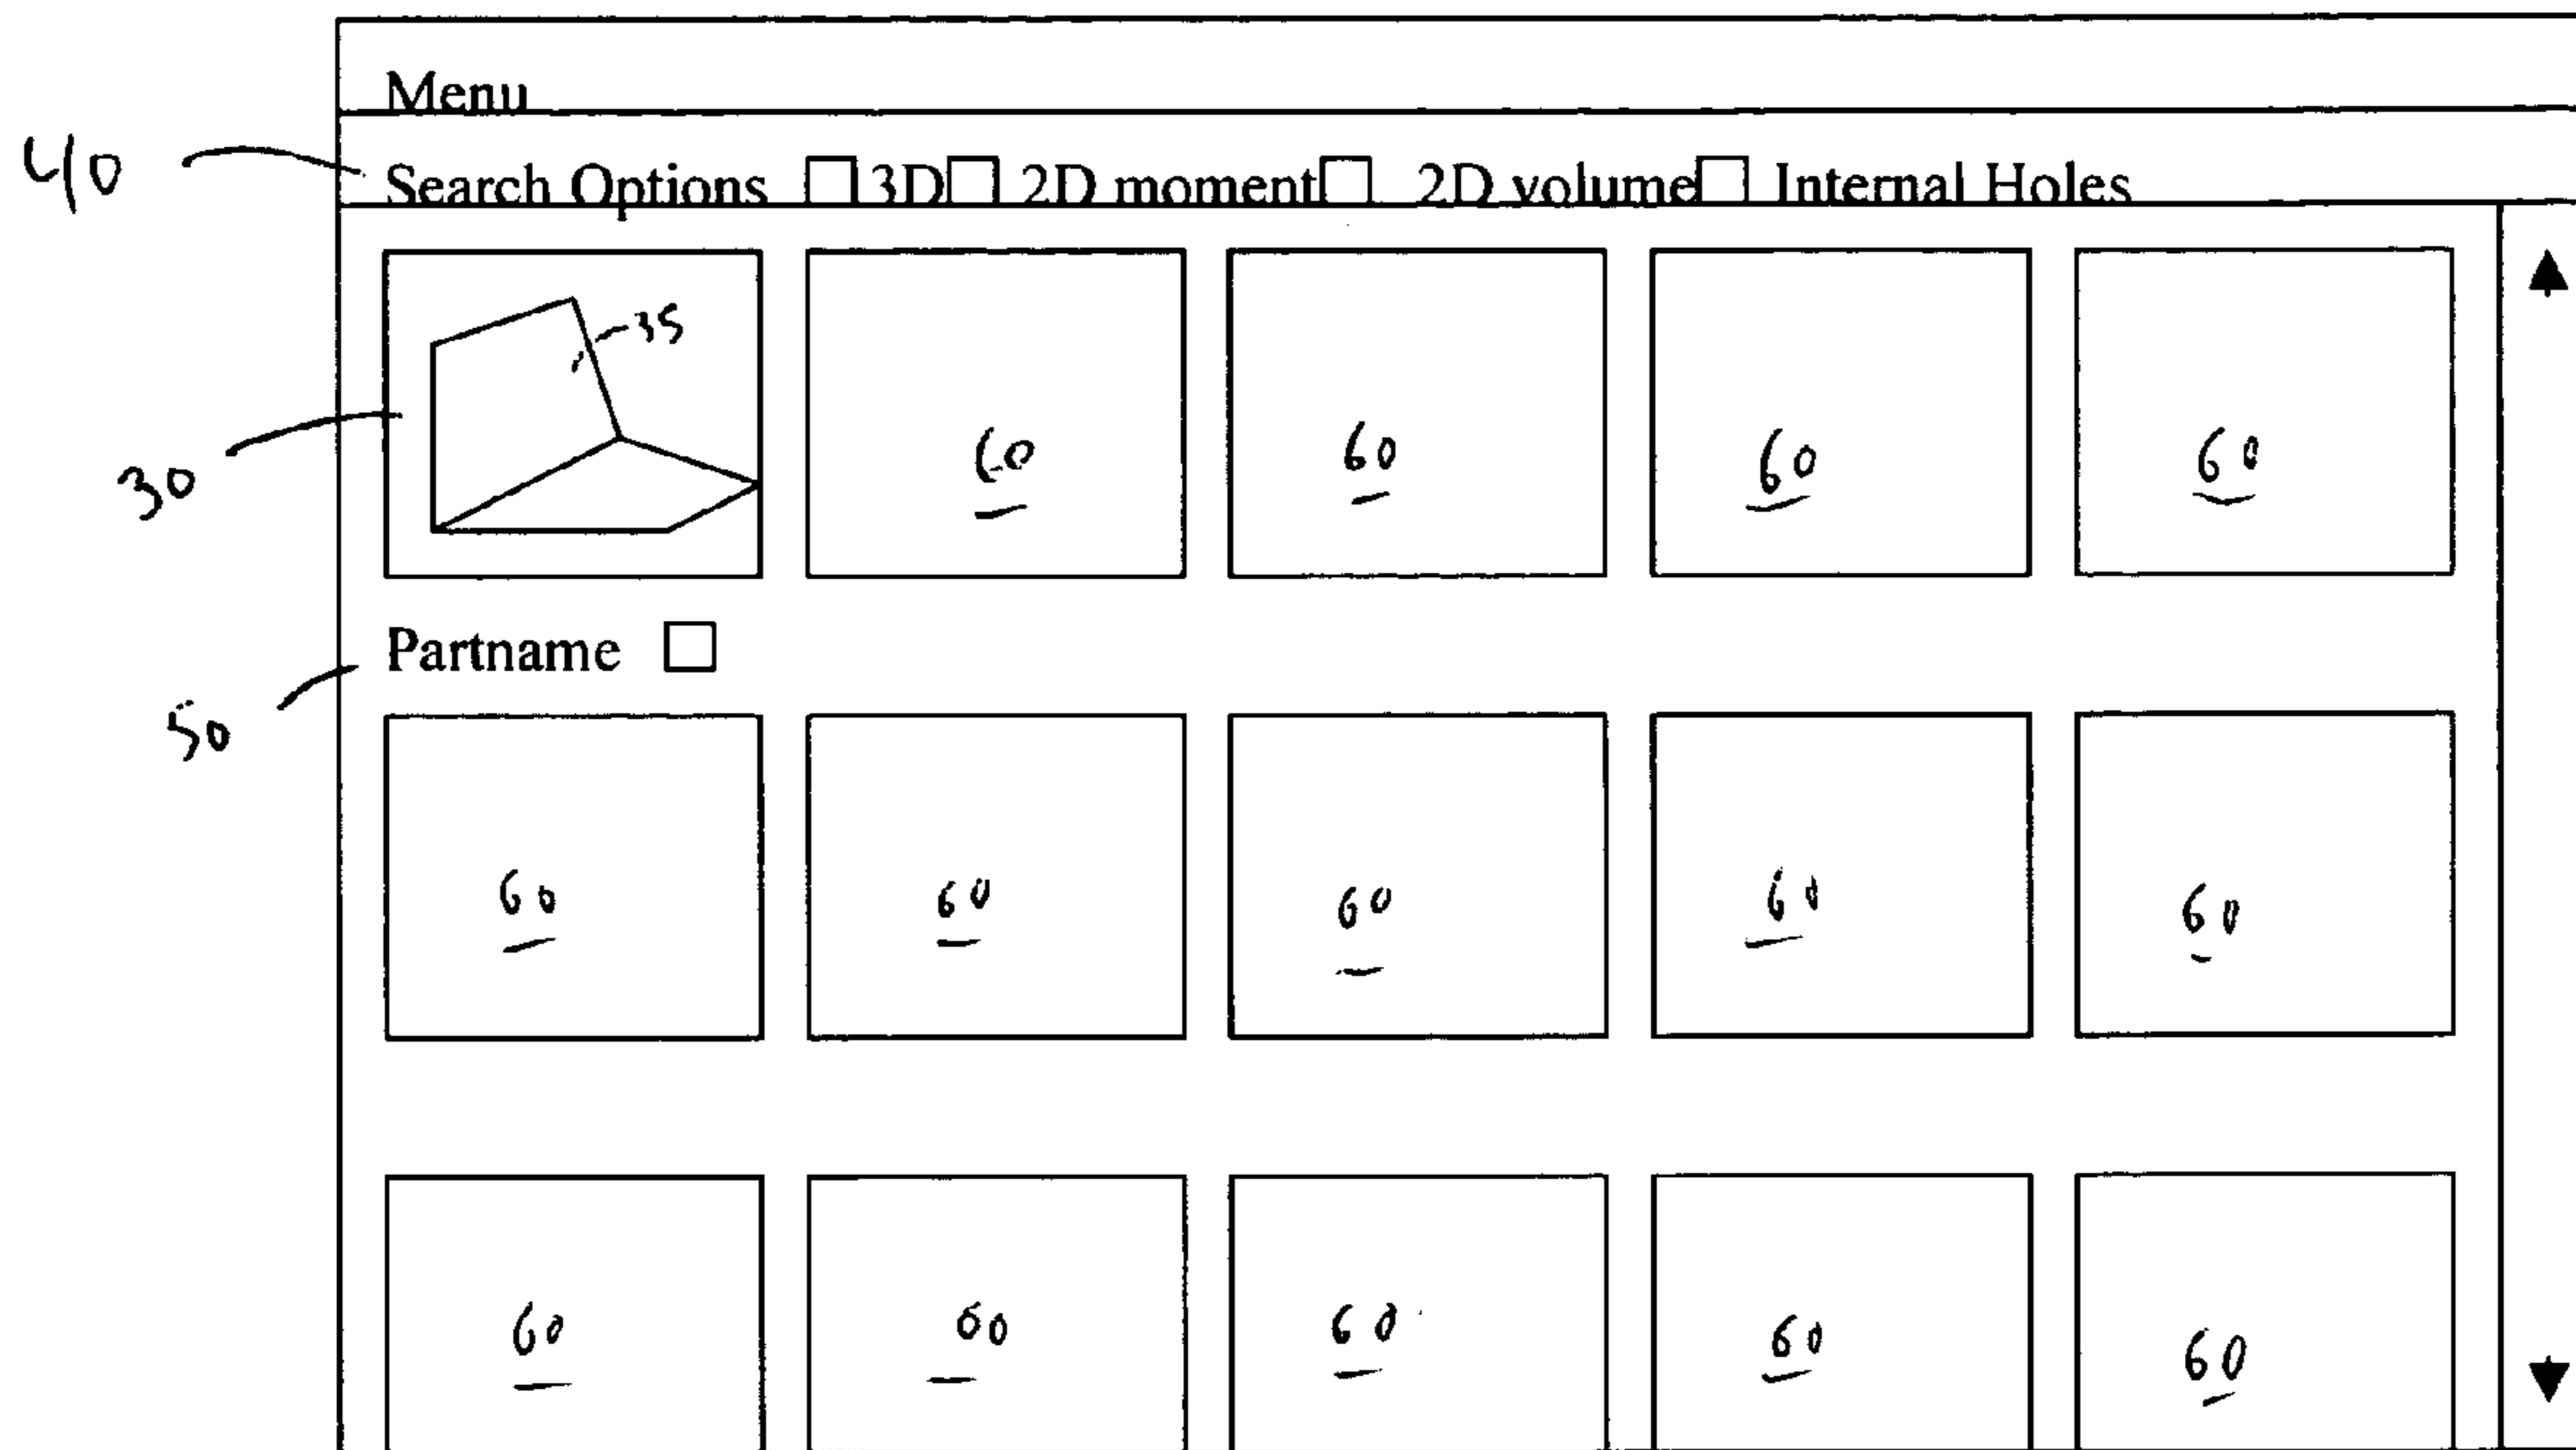 Menu
40 Search Options 3D 2D moment 2D volume Internal Holes
35
30 60 60 60 60
Partname
50
60 60 60 60 60
60 60 60 60 60